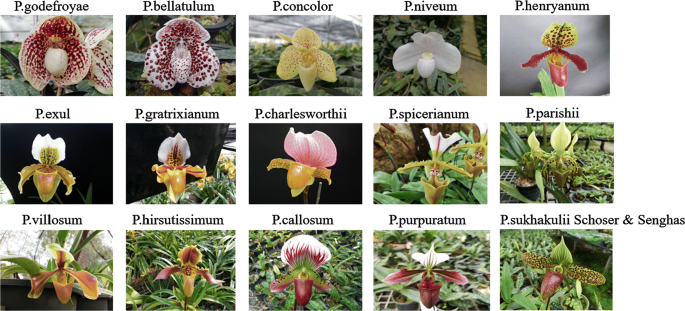 P.godefroyae P.bellatulum P.concolor P.niveum P.henryanum
P.exul P.gratrixianum P.charlesworthii P.spicerianum P.parishii
P.villosum P.hirsutissimum P.callosum P.purpuratum P.sukhakulii Schoser & Senghas